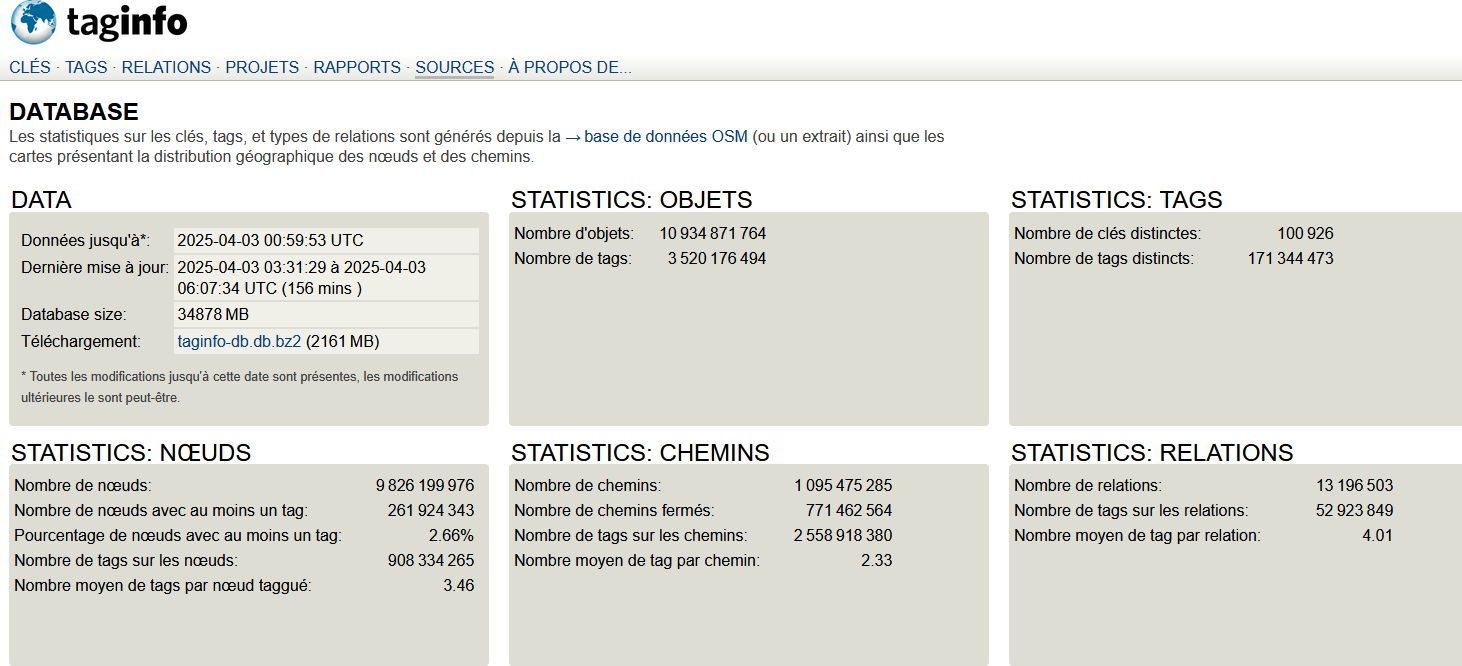 taginfo
CLÉS · TAGS · RELATIONS · PROJETS · RAPPORTS · SOURCES · À PROPOS DE...
DATABASE
Les statistiques sur les clés, tags, et types de relations sont générés depuis la → base de données OSM (ou un extrait) ainsi que les
cartes présentant la distribution géographique des nœuds et des chemins.
DATA
Données jusqu'à*: 2025-04-03 00:59:53 UTC
Dernière mise à jour: 2025-04-03 03:31:29 à 2025-04-03
06:07:34 UTC (156 mins )
Database size: 34878 MB
Téléchargement: taginfo-db.db.bz2 (2161 MB)
* Toutes les modifications jusqu'à cette date sont présentes, les modifications
ultérieures le sont peut-être.
STATISTICS: OBJETS
Nombre d'objets: 10 934 871 764
Nombre de tags: 3 520 176 494
STATISTICS: TAGS
Nombre de clés distinctes: 100 926
Nombre de tags distincts: 171 344 473
STATISTICS: NŒUDS
Nombre de nœuds: 9 826 199 976
Nombre de nœuds avec au moins un tag: 261 924 343
Pourcentage de nœuds avec au moins un tag: 2.66%
Nombre de tags sur les nœuds: 908 334 265
Nombre moyen de tags par nœud taggué: 3.46
STATISTICS: CHEMINS
Nombre de chemins: 1 095 475 285
Nombre de chemins fermés: 771 462 564
Nombre de tags sur les chemins: 2 558 918 380
Nombre moyen de tag par chemin: 2.33
STATISTICS: RELATIONS
Nombre de relations: 13 196 503
Nombre de tags sur les relations: 52 923 849
Nombre moyen de tag par relation: 4.01